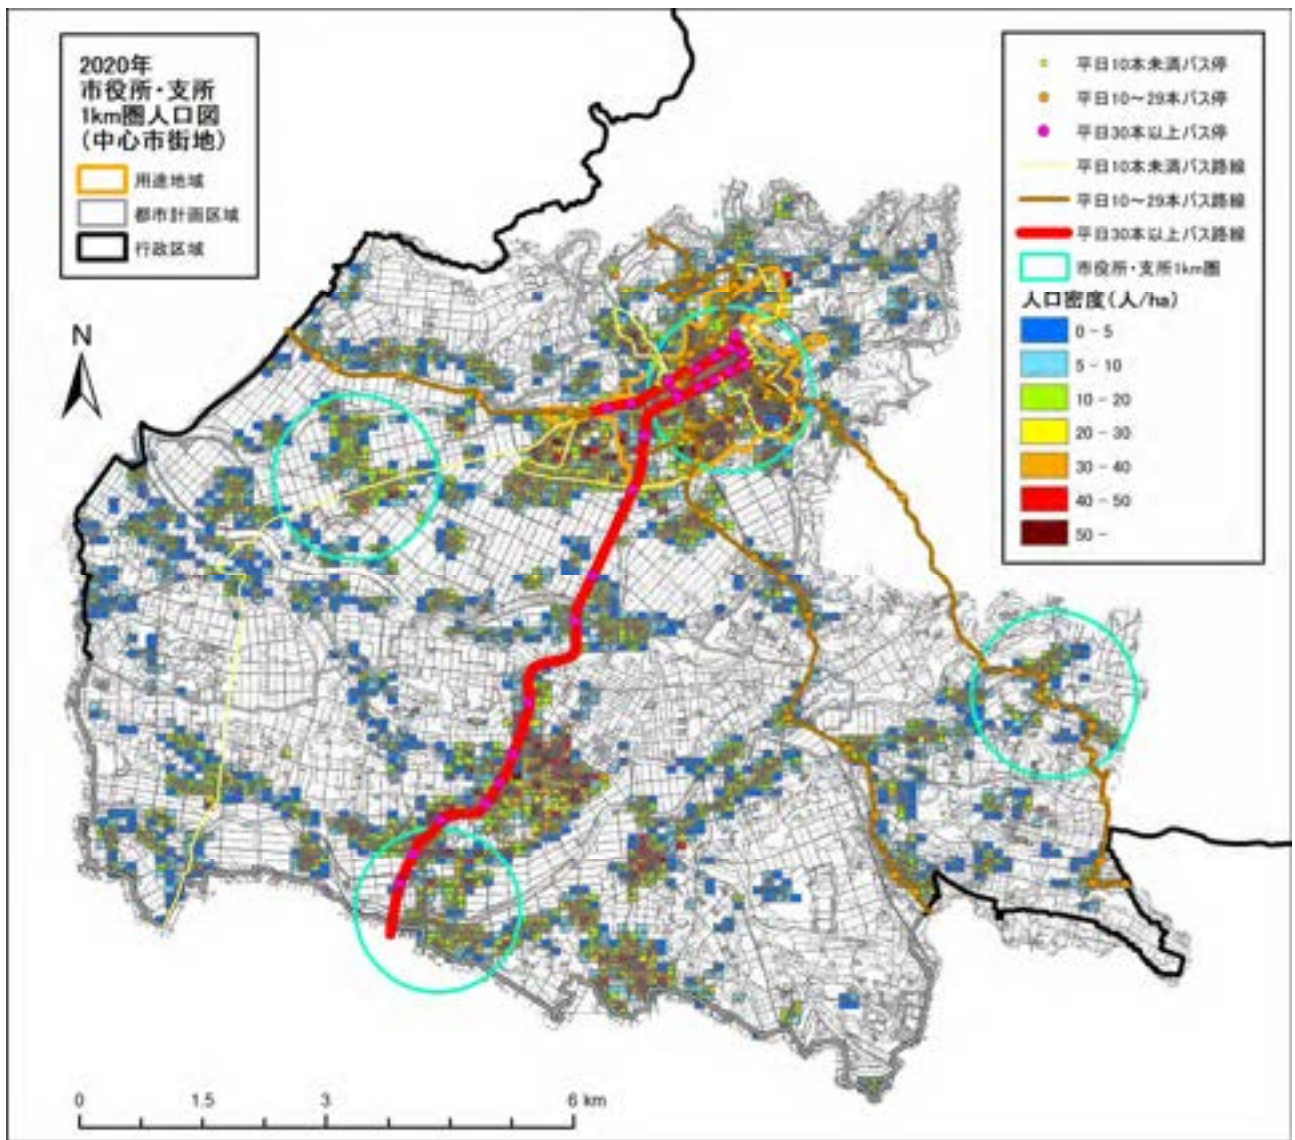 2020年
市役所・支所
1km圏人口図
(中心市街地)
用途地域
都市計画区域
行政区域
N
平日10本未満バス停
平日10~29本バス停
平日30本以上バス停
平日10本未満バス路線
平日10~29本バス路線
平日30本以上バス路線
市役所・支所1km圏
人口密度(人/ha)
0 - 5
5 - 10
10 - 20
20 - 30
30 - 40
40 - 50
50 -
0 1.5 3 6 km